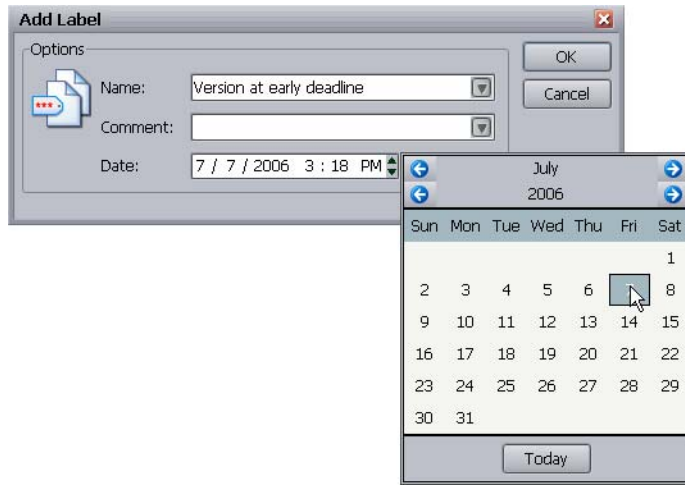 Add Label
Options
OK
Name: Version at early deadline
Cancel
Comment:
Date: 7 / 7 / 2006 3 : 18 PM
July
2006
Sun Mon Tue Wed Thu Fri Sat
1
2 3 4 5 6 7 8
9 10 11 12 13 14 15
16 17 18 19 20 21 22
23 24 25 26 27 28 29
30 31
Today